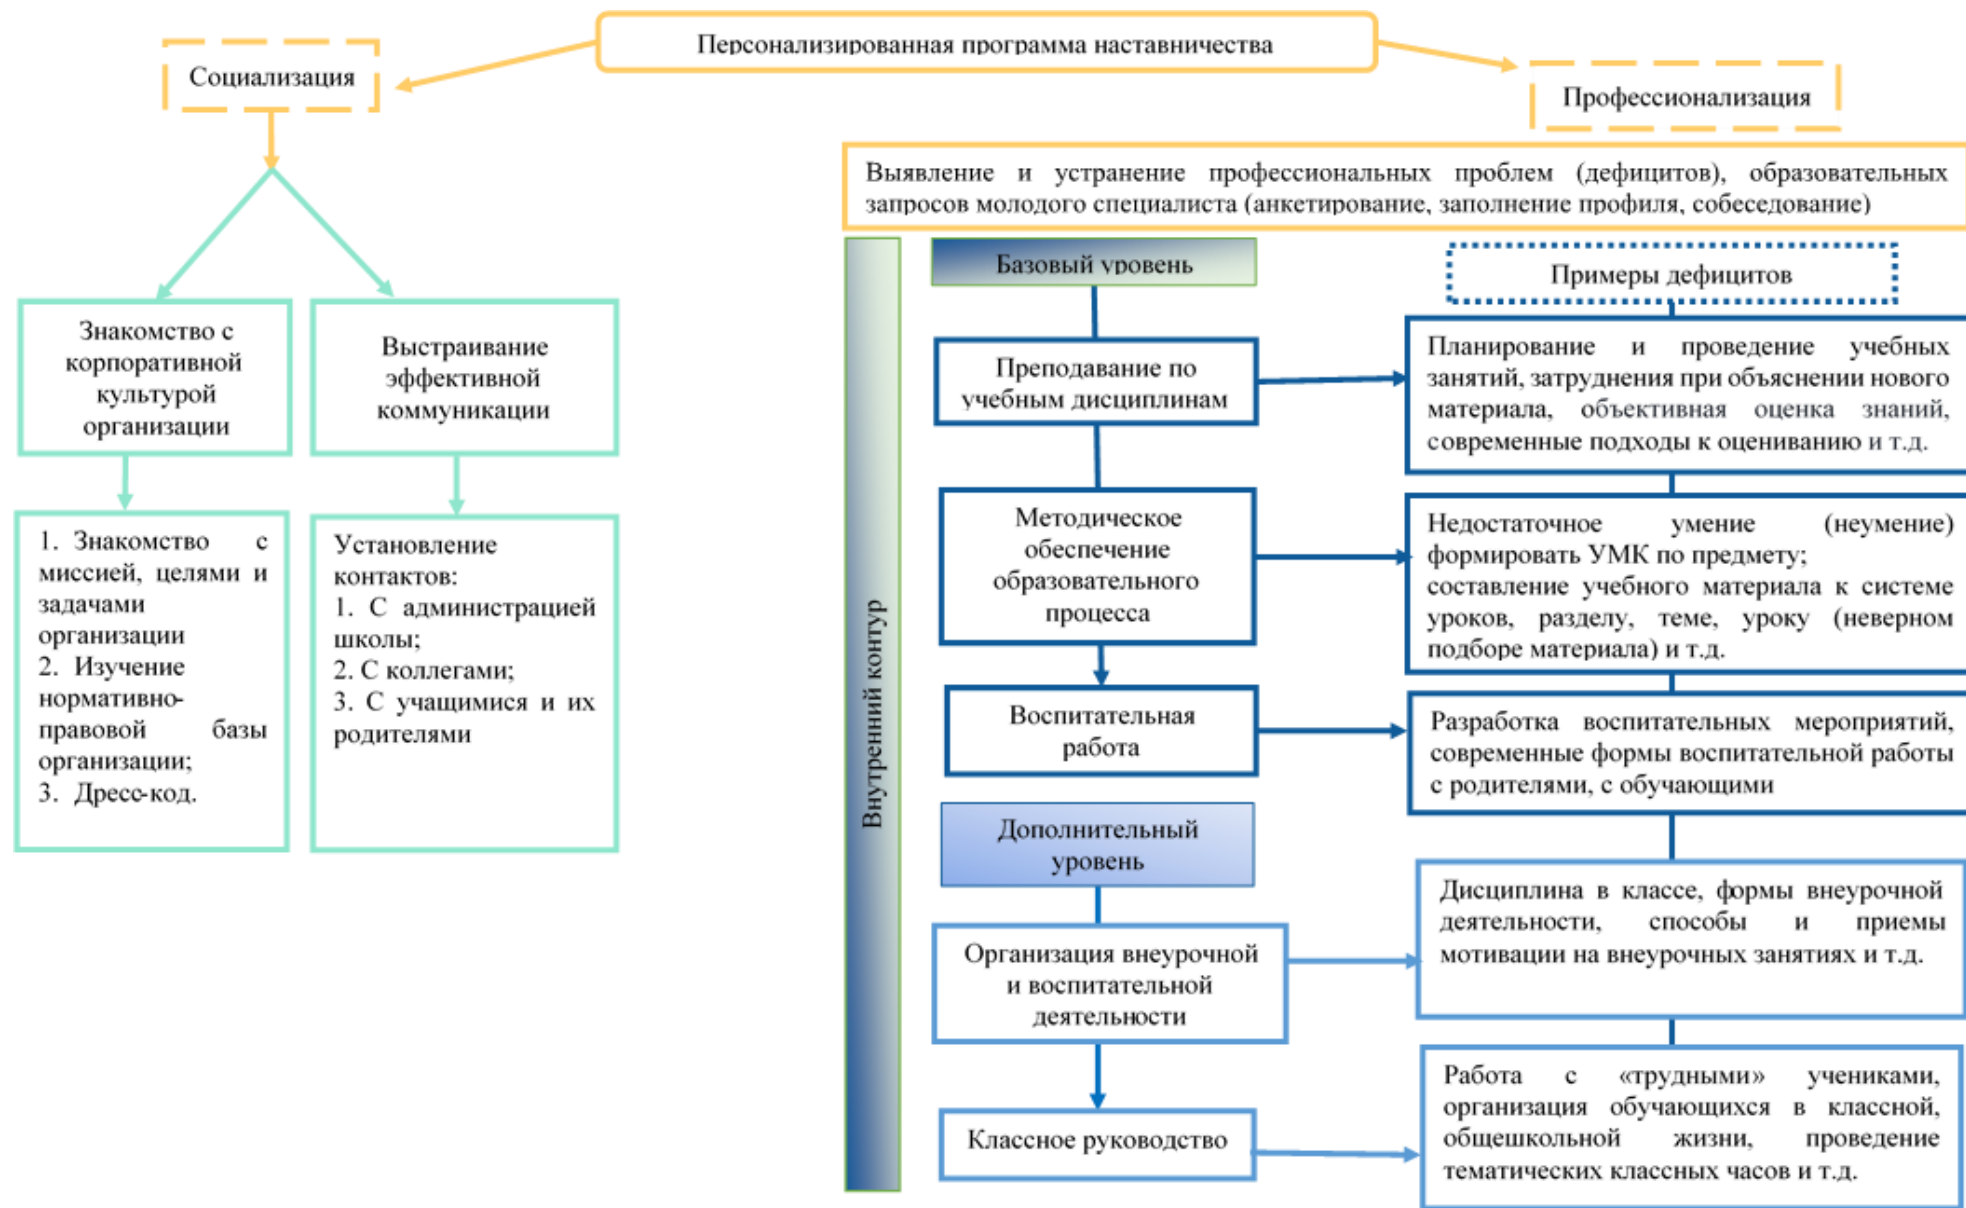 Персонализированная программа наставничества
Социализация
Профессионализация
Знакомство с
корпоративной
культурой
организации
Выстраивание
эффективной
коммуникации
1. Знакомство с
миссией, целями и
задачами
организации
2. Изучение
нормативно-
правовой базы
организации;
3. Дресс-код.
Установление
контактов:
1. С администрацией
школы;
2. С коллегами;
3. С учащимися и их
родителями
Выявление и устранение профессиональных проблем (дефицитов), образовательных
запросов молодого специалиста (анкетирование, заполнение профиля, собеседование)
Внутренний контур
Базовый уровень
Примеры дефицитов
Преподавание по
учебным дисциплинам
Планирование и проведение учебных
занятий, затруднения при объяснении нового
материала, объективная оценка знаний,
современные подходы к оцениванию и т.д.
Методическое
обеспечение
образовательного
процесса
Недостаточное умение (неумение)
формировать УМК по предмету;
составление учебного материала к системе
уроков, разделу, теме, уроку (неверном
подборе материала) и т.д.
Воспитательная
работа
Разработка воспитательных мероприятий,
современные формы воспитательной работы
с родителями, с обучающими
Дополнительный
уровень
Организация внеурочной
и воспитательной
деятельности
Дисциплина в классе, формы внеурочной
деятельности, способы и приемы
мотивации на внеурочных занятиях и т.д.
Классное руководство
Работа с «трудными» учениками,
организация обучающихся в классной,
общешкольной жизни, проведение
тематических классных часов и т.д.